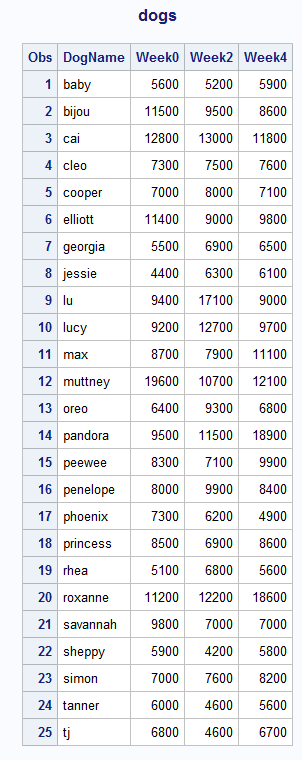 dogs
Obs DogName Week0 Week2 Week4
1 baby 5600 5200 5900
2 bijou 11500 9500 8600
3 cai 12800 13000 11800
4 cleo 7300 7500 7600
5 cooper 7000 8000 7100
6 elliott 11400 9000 9800
7 georgia 5500 6900 6500
8 jessie 4400 6300 6100
9 lu 9400 17100 9000
10 lucy 9200 12700 9700
11 max 8700 7900 11100
12 muttney 19600 10700 12100
13 oreo 6400 9300 6800
14 pandora 9500 11500 18900
15 peewee 8300 7100 9900
16 penelope 8000 9900 8400
17 phoenix 7300 6200 4900
18 princess 8500 6900 8600
19 rhea 5100 6800 5600
20 roxanne 11200 12200 18600
21 savannah 9800 7000 7000
22 sheppy 5900 4200 5800
23 simon 7000 7600 8200
24 tanner 6000 4600 5600
25 tj 6800 4600 6700